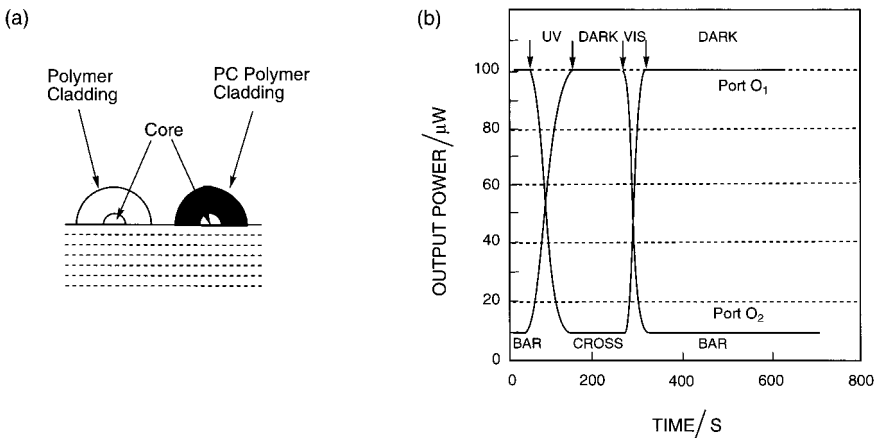 (a)
Polymer
Cladding
PC Polymer
Cladding
Core
(b)
UV DARK VIS DARK
OUTPUT POWER/μW
100
80
60
40
20
0
Port O₁
Port O₂
BAR CROSS BAR
0 200 400 600 800
TIME/ S